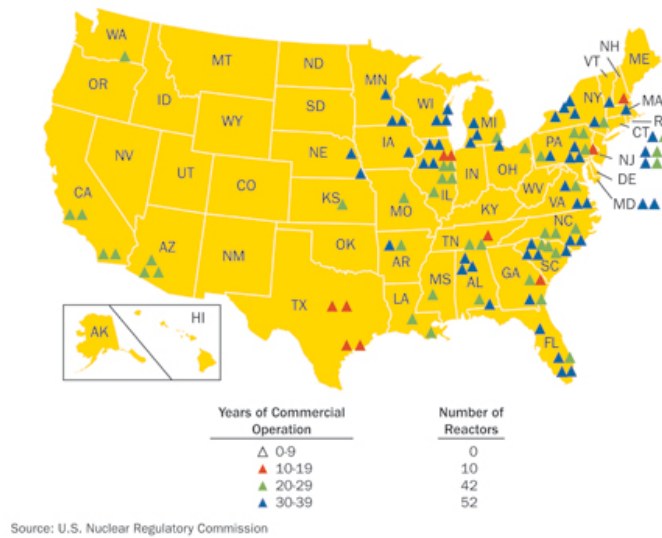 NH
VT
ME
WA
MT
ND
MN
OR
ID
SD
WI
NY
MA
R
WY
MI
CT
IA
PA
NE
NV
OH
NJ
UT
IN
IL
DE
CO
WV
CA
KS
MO
VA
MD
KY
NC
TN
AZ
OK
NM
AR
SC
MS
AL
GA
TX
LA
HI
AK
FL
Years of Commercial
Operation
Number of
Reactors
0-9 0
10-19 10
20-29 42
30-39 52
Source: U.S. Nuclear Regulatory Commission